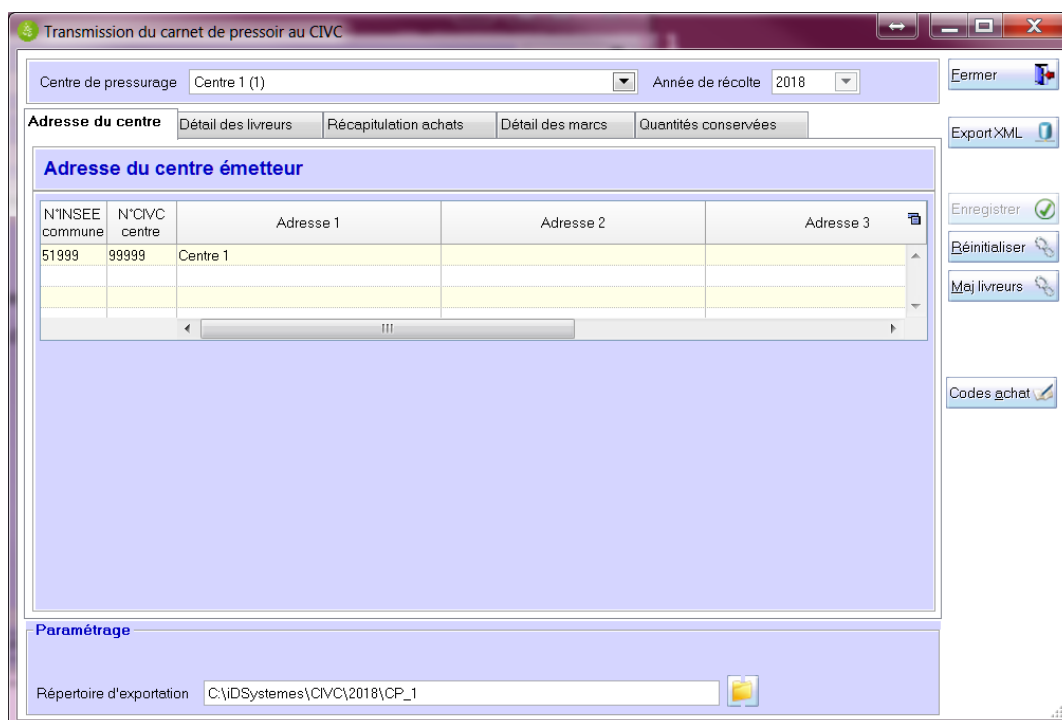 Transmission du carnet de pressoir au CIVC
Centre de pressurage Centre 1 (1) Année de récolte 2018
Fermer
Adresse du centre Détail des livreurs Récapitulation achats Détail des marcs Quantités conservées
Export XML
Adresse du centre émetteur
N°INSEE commune N°CIVC centre Adresse 1 Adresse 2 Adresse 3
Enregistrer
51999 99999 Centre 1
Réinitialiser
Maj livreurs
Codes achat
Paramétrage
Répertoire d'exportation C:\iDSystemes\CIVC\2018\CP_1